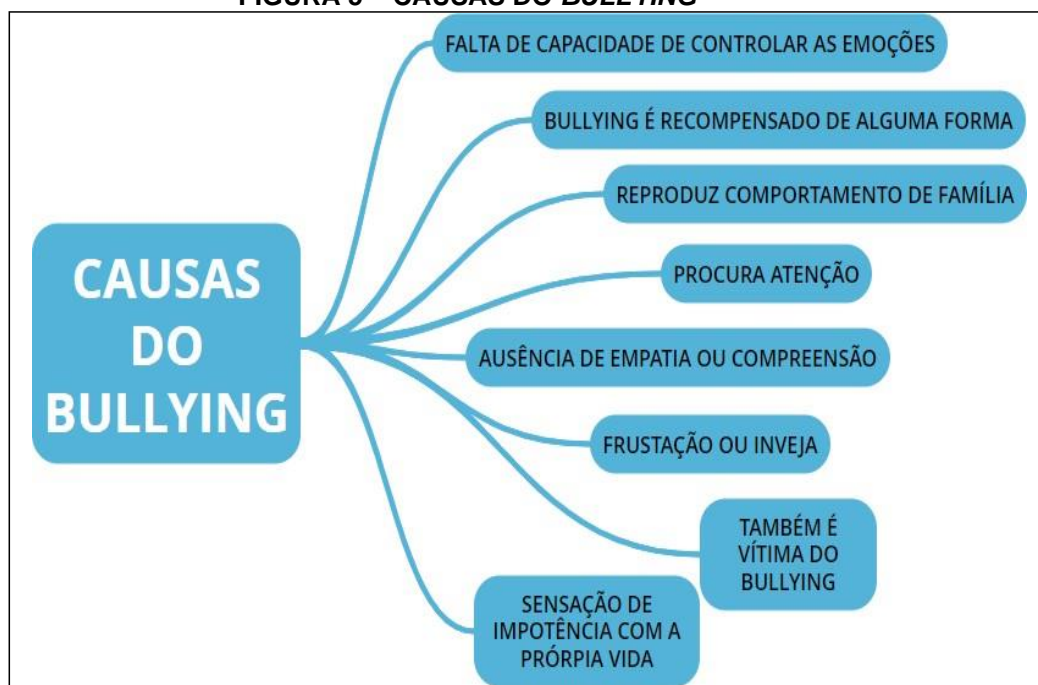 CAUSAS DO BULLYING
FALTA DE CAPACIDADE DE CONTROLAR AS EMOÇÕES
BULLYING É RECOMPENSADO DE ALGUMA FORMA
REPRODUZ COMPORTAMENTO DE FAMÍLIA
PROCURA ATENÇÃO
CAUSAS
DO
BULLYING
AUSÊNCIA DE EMPATIA OU COMPREENSÃO
FRUSTAÇÃO OU INVEJA
TAMBÉM É
VÍTIMA DO
BULLYING
SENSAÇÃO DE
IMPOTÊNCIA COM A
PRÓRPIA VIDA